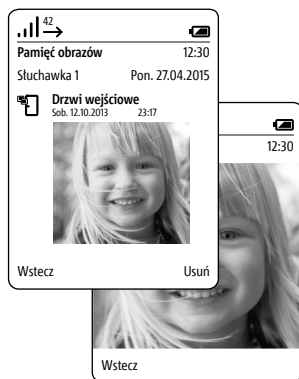 42
Pamięć obrazów 12:30
Słuchawka 1 Pon. 27.04.2015
Drzwi wejściowe
Sob. 12.10.2013 23:17
Wstecz Usuń
12:30
Wstecz